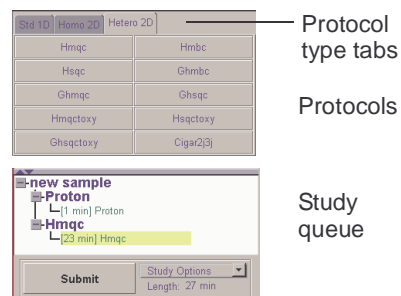 Std 1D Homo 2D Hetero 2D
Protocol
type tabs
Hmqc Hmbc
Hsqc Ghmbc
Ghmqc Ghsqc
Protocols
Hmqctoxy Hsqctoxy
Ghsqctoxy Cigar2j3j
new sample
Proton
[1 min] Proton
Hmqc
[23 min] Hmqc
Study
queue
Submit
Study Options
Length: 27 min